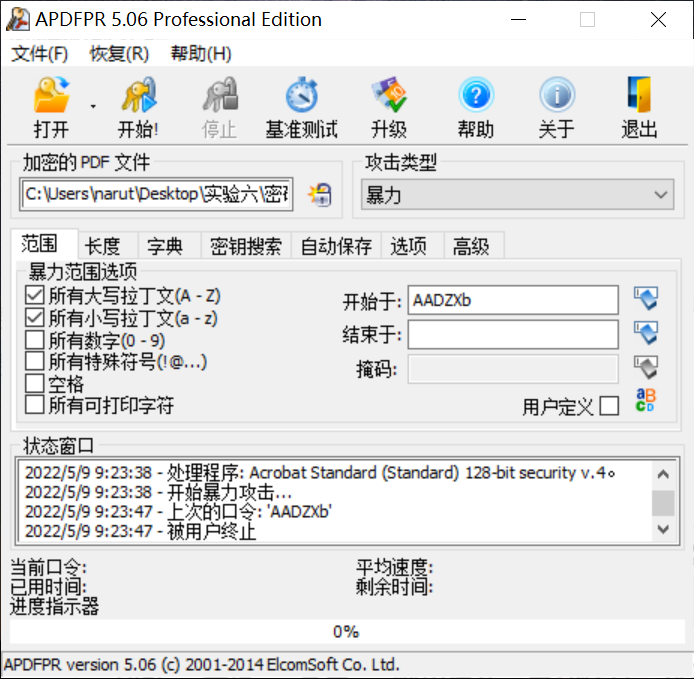 APDFPR 5.06 Professional Edition
文件(F) 恢复(R) 帮助(H)
打开 开始! 停止 基准测试 升级 帮助 关于 退出
加密的 PDF 文件 攻击类型
C:\Users\narut\Desktop\实验六\密 暴力
范围 长度 字典 密钥搜索 自动保存 选项 高级
暴力范围选项
所有大写拉丁文(A - Z) 开始于: AADZXb
所有小写拉丁文(a - z)
所有数字(0 - 9) 结束于:
所有特殊符号(!@...) 掩码:
空格
所有可打印字符 用户定义
状态窗口
2022/5/9 9:23:38 - 处理程序: Acrobat Standard (Standard) 128-bit security v.4。
2022/5/9 9:23:38 - 开始暴力攻击...
2022/5/9 9:23:47 - 上次的口令: 'AADZXb'
2022/5/9 9:23:47 - 被用户终止
当前口令: 平均速度:
已用时间: 剩余时间:
进度指示器
0%
APDFPR version 5.06 (c) 2001-2014 ElcomSoft Co. Ltd.